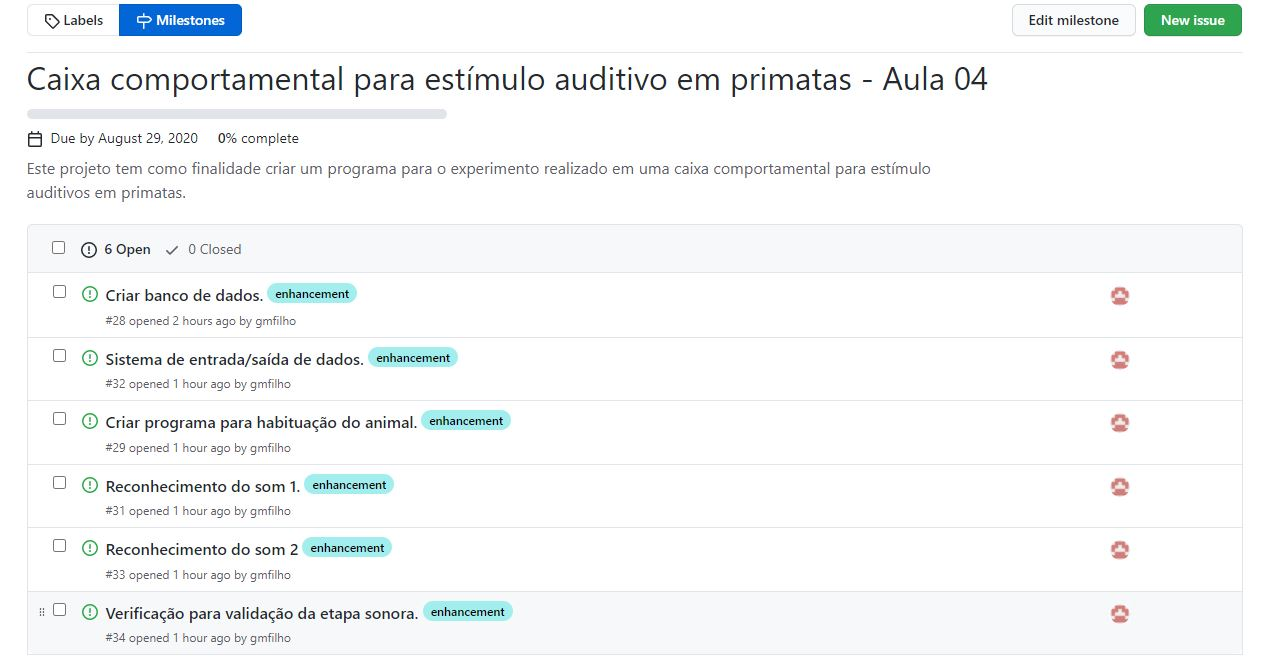 Labels Milestones Edit milestone New issue
Caixa comportamental para estímulo auditivo em primatas - Aula 04
Due by August 29, 2020 0% complete
Este projeto tem como finalidade criar um programa para o experimento realizado em uma caixa comportamental para estímulo
auditivos em primatas.
6 Open 0 Closed
Criar banco de dados. enhancement
#28 opened 2 hours ago by gmfilho
Sistema de entrada/saída de dados. enhancement
#32 opened 1 hour ago by gmfilho
Criar programa para habituação do animal. enhancement
#29 opened 1 hour ago by gmfilho
Reconhecimento do som 1. enhancement
#31 opened 1 hour ago by gmfilho
Reconhecimento do som 2 enhancement
#33 opened 1 hour ago by gmfilho
Verificação para validação da etapa sonora. enhancement
#34 opened 1 hour ago by gmfilho